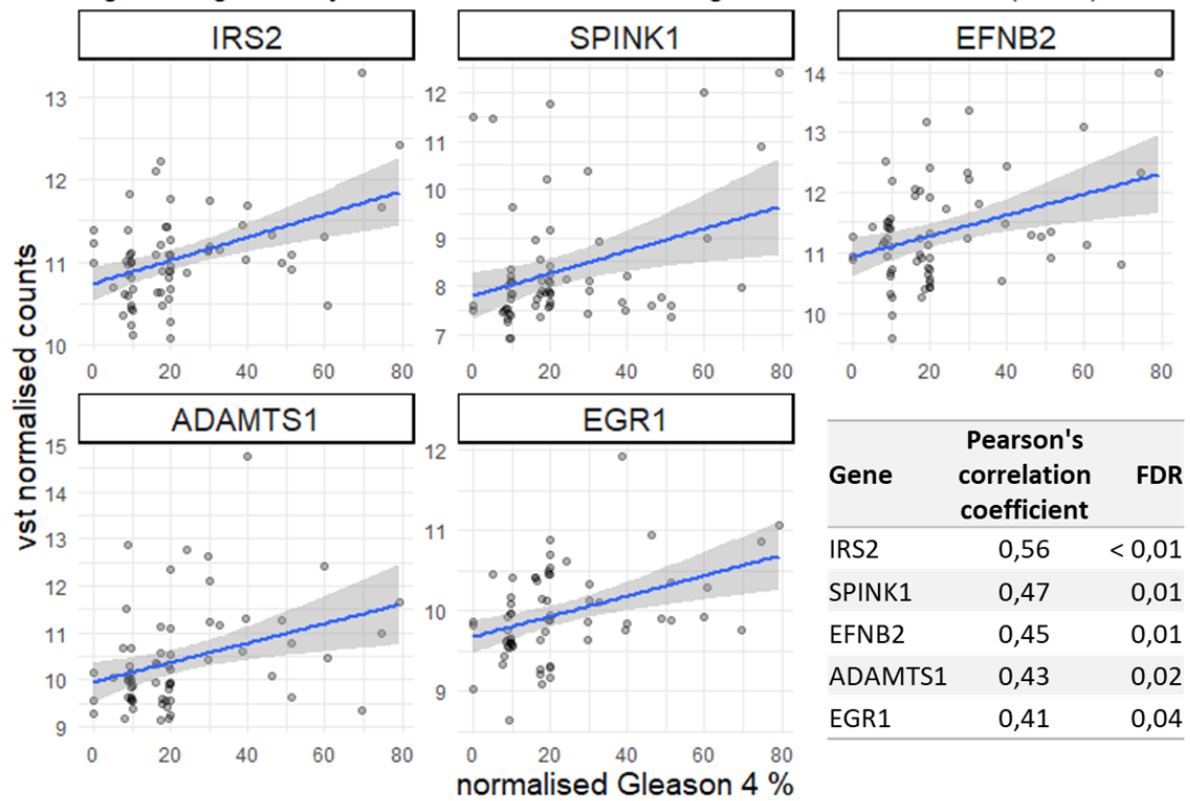 IRS2
SPINK1
EFNB2
13
12
11
10
0 20 40 60 80
12
11
10
9
8
7
0 20 40 60 80
14
13
12
11
10
0 20 40 60 80
vst normalised counts
ADAMTS1
EGR1
15
14
13
12
11
10
9
0 20 40 60 80
12
11
10
9
0 20 40 60 80
normalised Gleason 4 %
Gene Pearson's correlation coefficient FDR
IRS2 0,56 < 0,01
SPINK1 0,47 0,01
EFNB2 0,45 0,01
ADAMTS1 0,43 0,02
EGR1 0,41 0,04